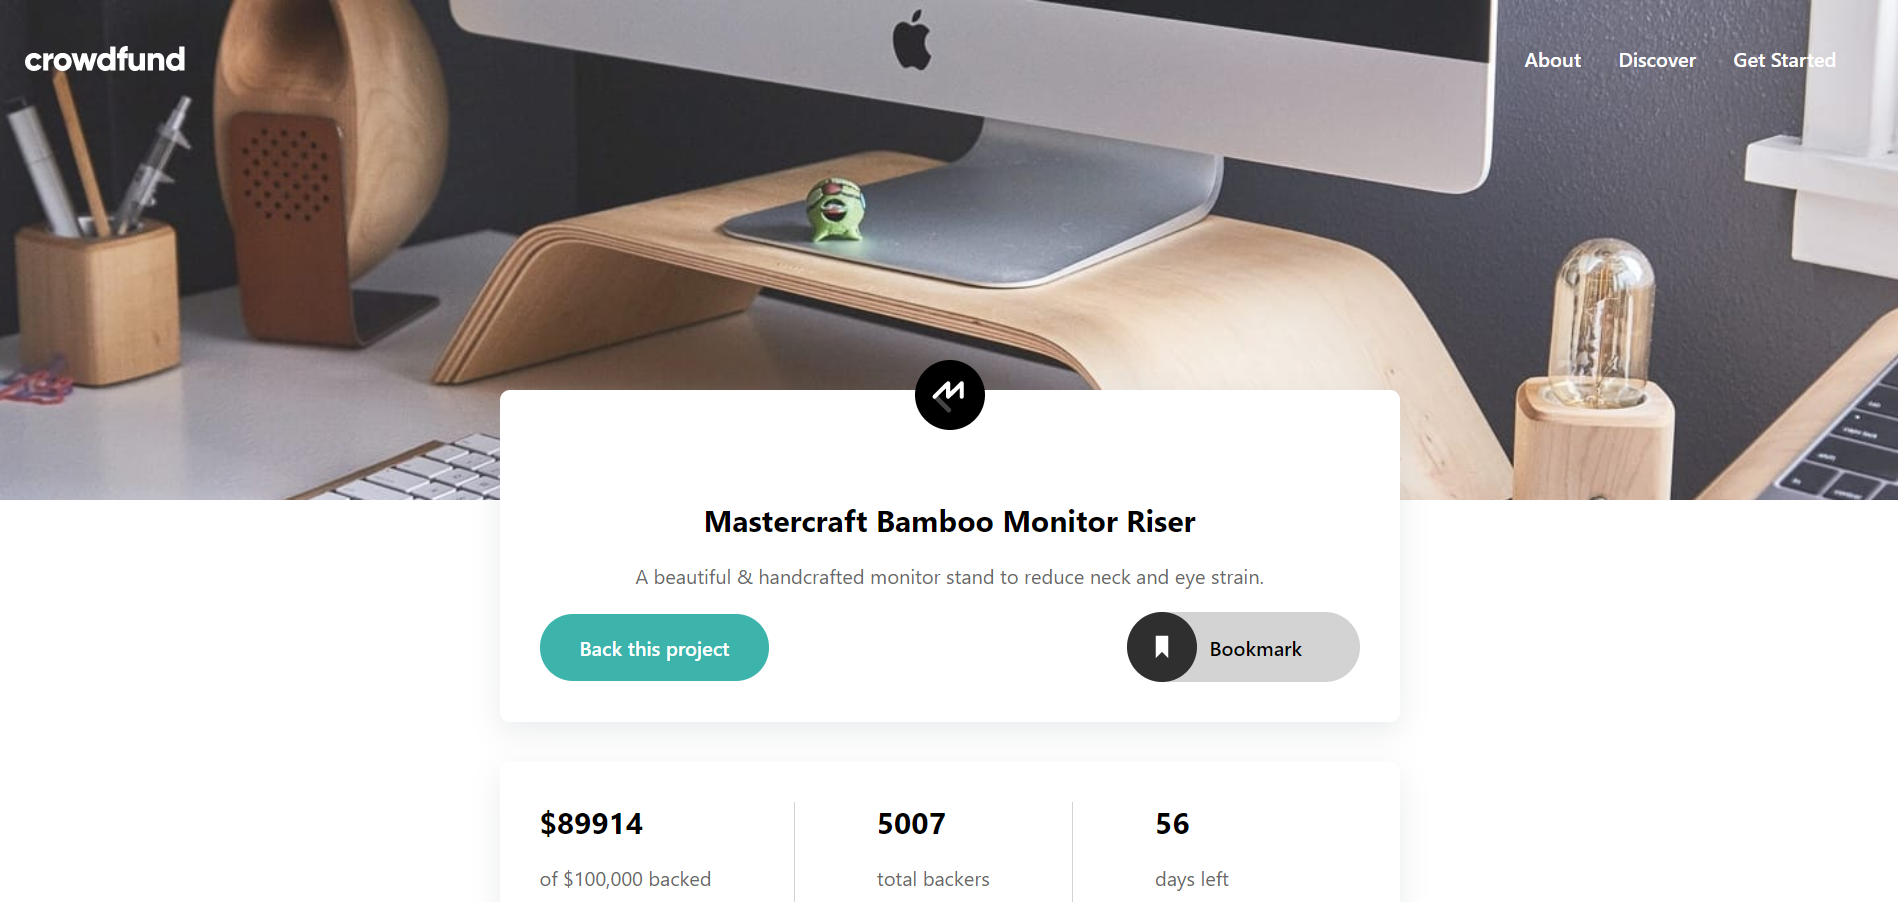 crowdfund
About Discover Get Started
Mastercraft Bamboo Monitor Riser
A beautiful & handcrafted monitor stand to reduce neck and eye strain.
Back this project
Bookmark
$89914 5007 56
of $100,000 backed total backers days left